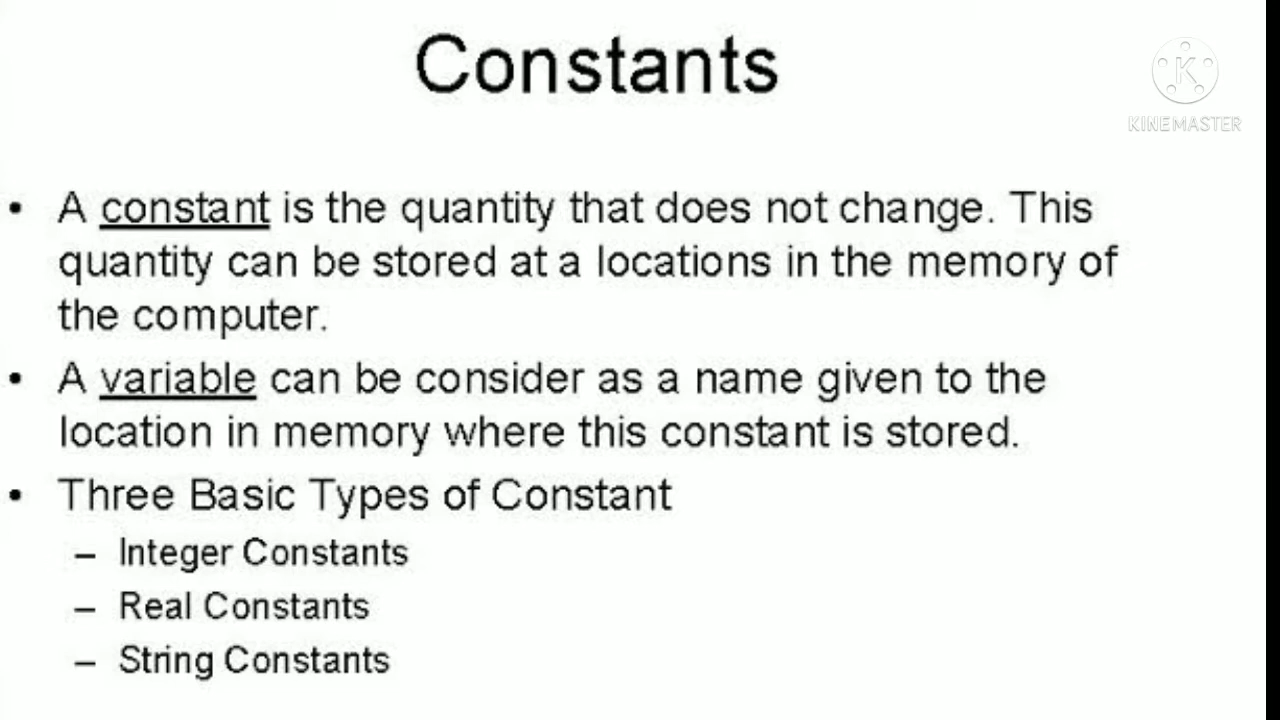 Constants
K
KINEMASTER
• A constant is the quantity that does not change. This
quantity can be stored at a locations in the memory of
the computer.
• A variable can be consider as a name given to the
location in memory where this constant is stored.
• Three Basic Types of Constant
– Integer Constants
– Real Constants
– String Constants